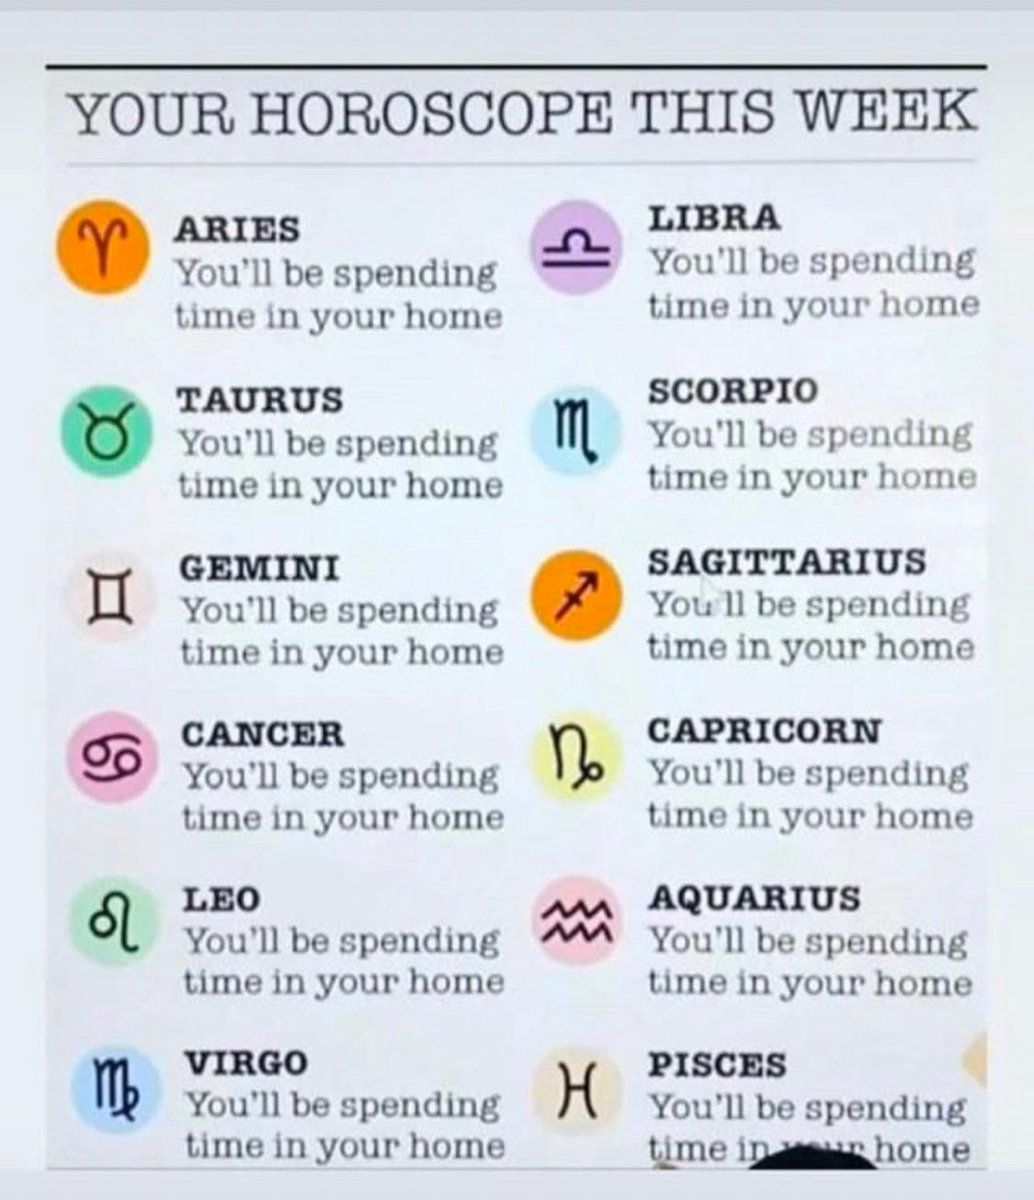 YOUR HOROSCOPE THIS WEEK
ARIES
You'll be spending
time in your home
TAURUS
You'll be spending
time in your home
GEMINI
You'll be spending
time in your home
CANCER
You'll be spending
time in your home
LEO
You'll be spending
time in your home
VIRGO
You'll be spending
time in your home
LIBRA
You'll be spending
time in your home
SCORPIO
You'll be spending
time in your home
SAGITTARIUS
You'll be spending
time in your home
CAPRICORN
You'll be spending
time in your home
AQUARIUS
You'll be spending
time in your home
PISCES
You'll be spending
time in your home